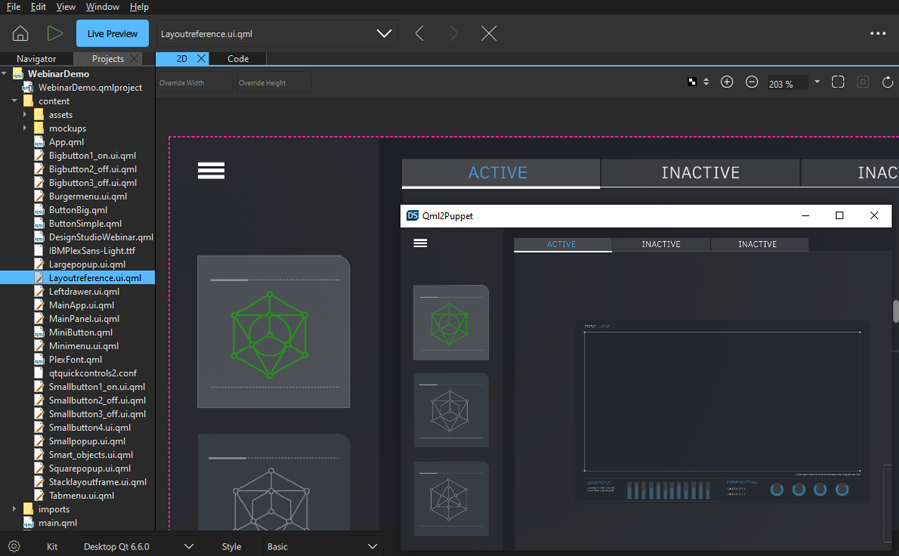 File Edit View Window Help
Live Preview Layoutreference.ui.qml
Navigator Projects 2D Code
WebinarDemo Override Width Override Height 203 %
WebinarDemo.qmlproject
content
assets
mockups
App.qml
Bigbutton1_on.ui.qml
Bigbutton2_off.ui.qml
Bigbutton3_off.ui.qml
Burgermenu.ui.qml
ButtonBig.qml
ButtonSimple.qml
DesignStudioWebinar.qml
IBMPlexSans-Light.ttf
Largepopup.ui.qml
Layoutreference.ui.qml
Leftdrawer.ui.qml
MainApp.ui.qml
MainPanel.ui.qml
MiniButton.qml
Minimenu.ui.qml
PlexFont.qml
qtquickcontrols2.conf
Smallbutton1_on.ui.qml
Smallbutton2_off.ui.qml
Smallbutton3_off.ui.qml
Smallbutton4.ui.qml
Smallpopup.ui.qml
Smart_objects.ui.qml
Squarepopup.ui.qml
Stacklayoutframe.ui.qml
Tabmenu.ui.qml
imports
main.qml
ACTIVE INACTIVE INAC
DS Qml2Puppet
ACTIVE INACTIVE INACTIVE
Kit Desktop Qt 6.6.0 Style Basic